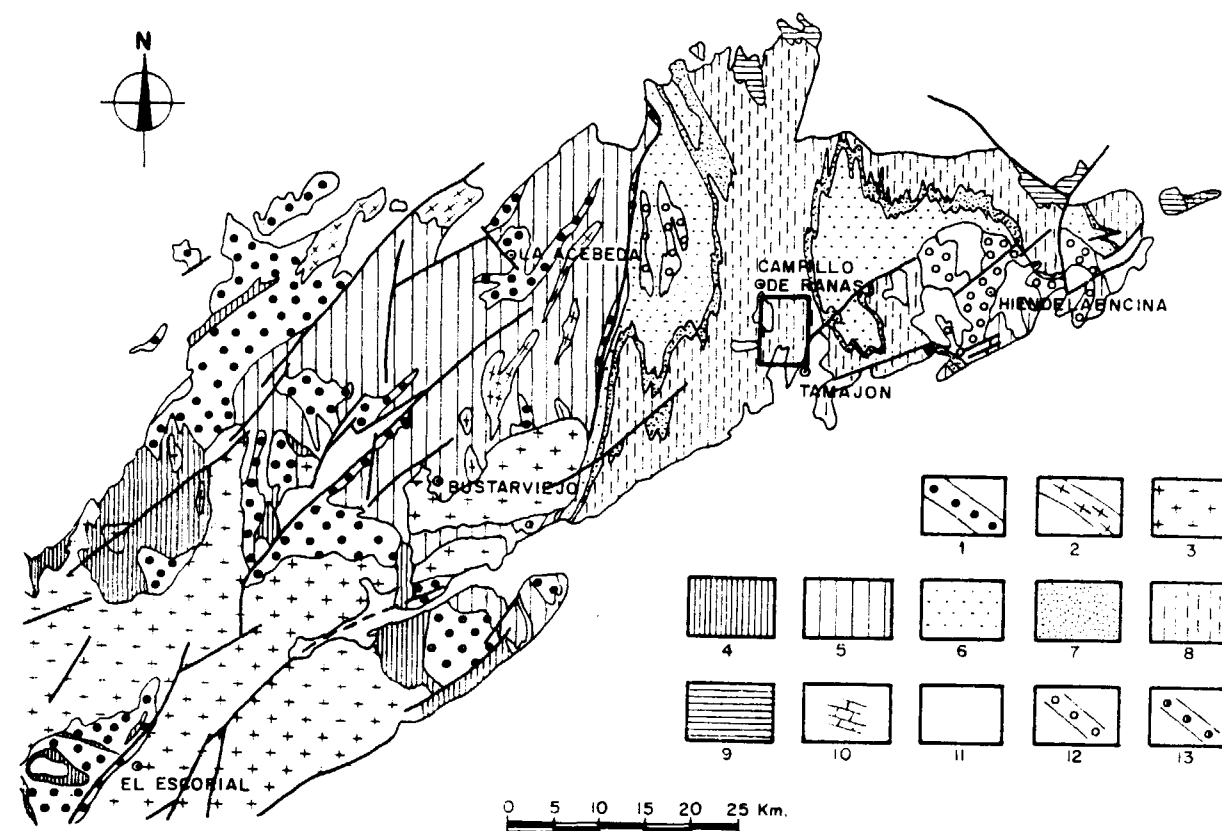 N
LA ACEBEDA
CAMPILLO
DE RANAS
HIENDELAENCINA
TAMAJON
BUSTARVIEJO
1 2 3
4 5 6 7 8
9 10 11 12 13
EL ESCORIAL
0 5 10 15 20 25 Km.